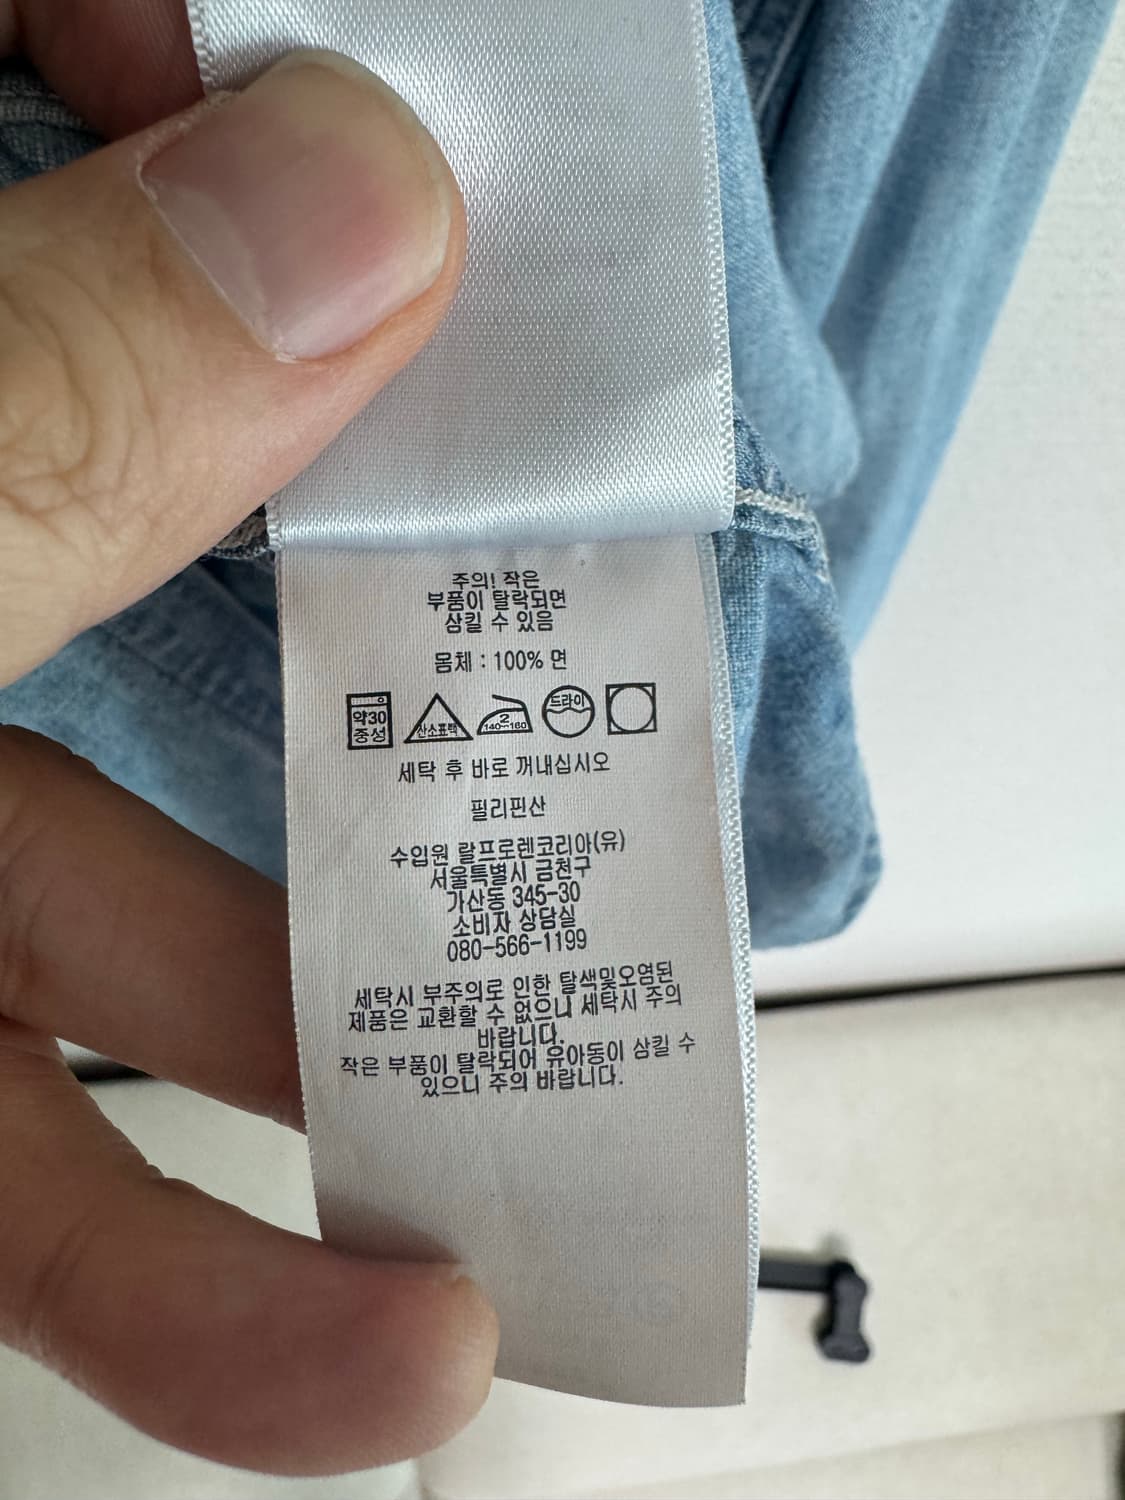 주의! 작은
부품이 탈락되면
삼킬 수 있음
몸체 : 100% 면
약30
중성
산소표백
2
140~160
드라이
세탁 후 바로 꺼내십시오
필리핀산
수입원 랄프로렌코리아(유)
서울특별시 금천구
가산동 345-30
소비자 상담실
080-566-1199
세탁시 부주의로 인한 탈색및오염된
제품은 교환할 수 없으니 세탁시 주의
바랍니다.
작은 부품이 탈락되어 유아동이 삼킬 수
있으니 주의 바랍니다.